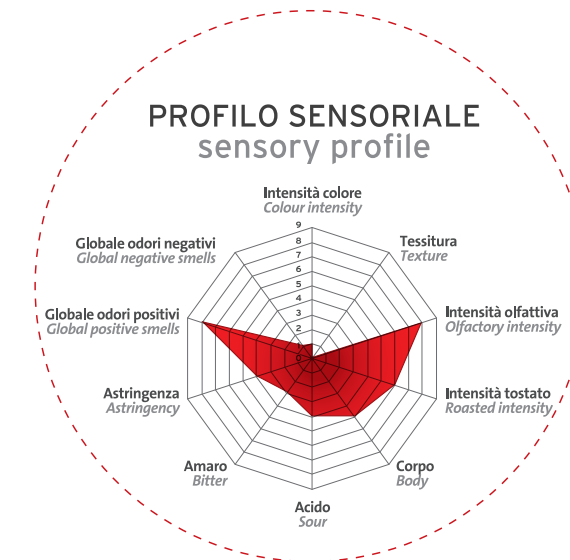 PROFILO SENSORIALE
sensory profile
Intensità colore
Colour intensity
9
8
7
6
5
4
3
2
1
0
Tessitura
Texture
Intensità olfattiva
Olfactory intensity
Intensità tostato
Roasted intensity
Corpo
Body
Acido
Sour
Amaro
Bitter
Astringenza
Astringency
Globale odori positivi
Global positive smells
Globale odori negativi
Global negative smells